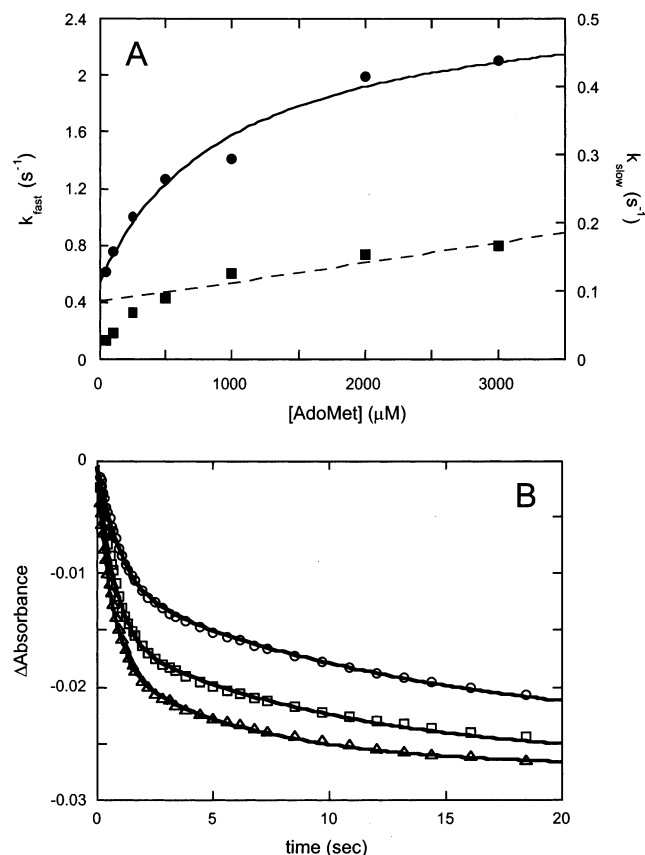 A
2.4
2
1.6
1.2
0.8
0.4
0
k fast (s-1)
0.5
0.4
0.3
0.2
0.1
0
k slow (s-1)
0 1000 2000 3000
[AdoMet] (μM)
B
0
-0.01
-0.02
-0.03
ΔAbsorbance
0 5 10 15 20
time (sec)